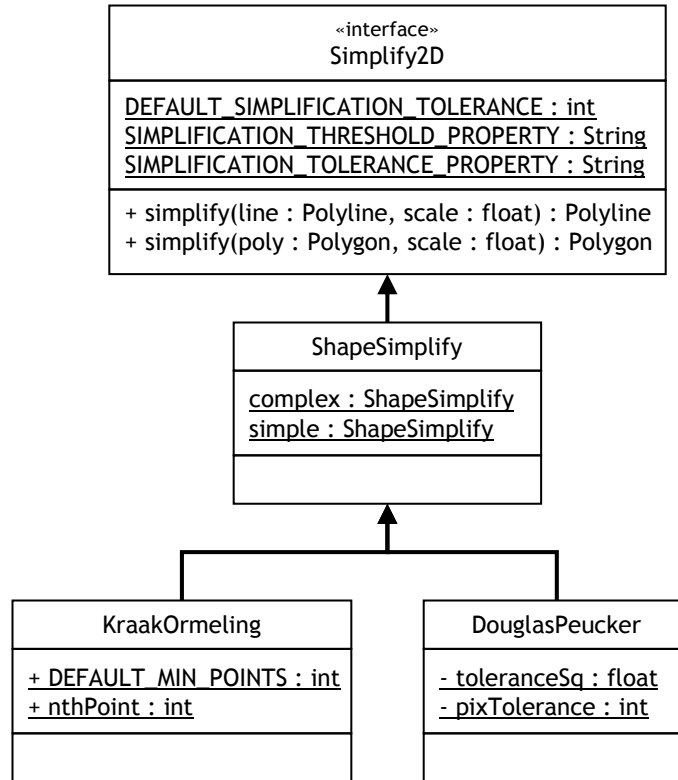 «interface»
Simplify2D
DEFAULT_SIMPLIFICATION_TOLERANCE : int
SIMPLIFICATION_THRESHOLD_PROPERTY : String
SIMPLIFICATION_TOLERANCE_PROPERTY : String
+ simplify(line : Polyline, scale : float) : Polyline
+ simplify(poly : Polygon, scale : float) : Polygon
ShapeSimplify
complex : ShapeSimplify
simple : ShapeSimplify
KraakOrmeling
+ DEFAULT_MIN_POINTS : int
+ nthPoint : int
DouglasPeucker
- toleranceSq : float
- pixTolerance : int